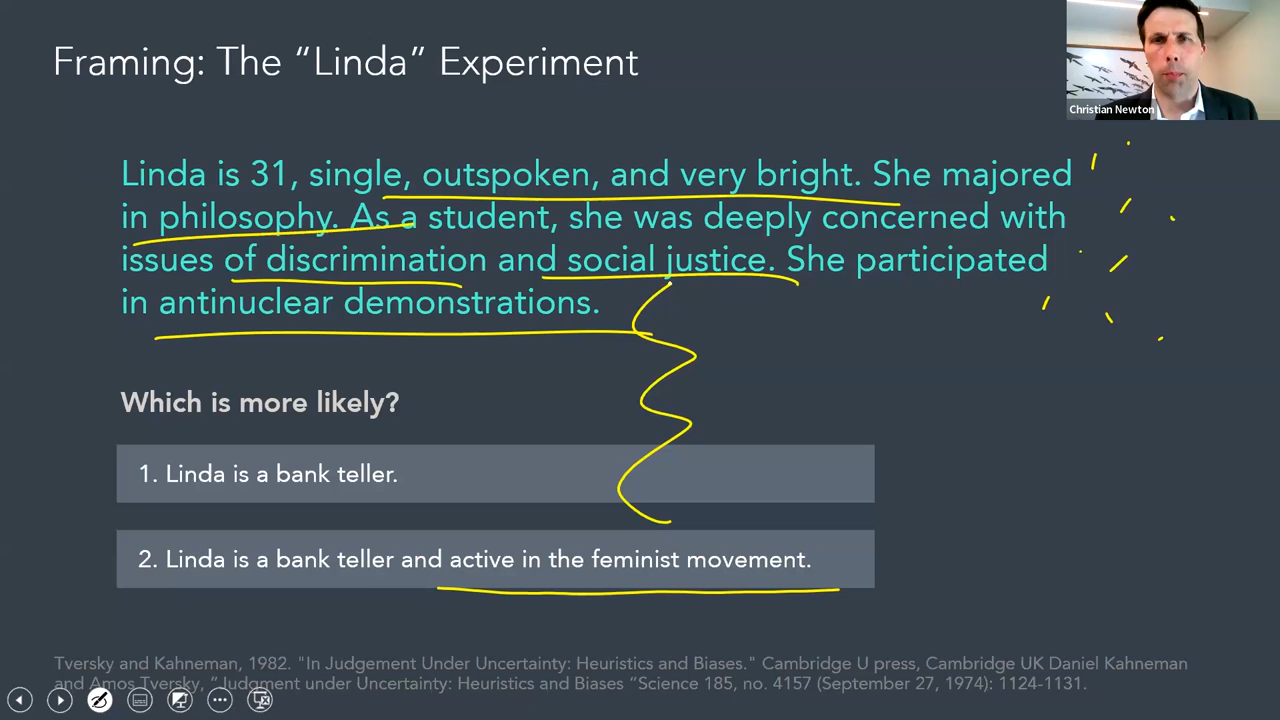 Framing: The “Linda” Experiment
Christian Newton
Linda is 31, single, outspoken, and very bright. She majored
in philosophy. As a student, she was deeply concerned with
issues of discrimination and social justice. She participated
in antinuclear demonstrations.
Which is more likely?
1. Linda is a bank teller.
2. Linda is a bank teller and active in the feminist movement.
Tversky and Kahneman, 1982. "In Judgement Under Uncertainty: Heuristics and Biases." Cambridge U press, Cambridge UK Daniel Kahneman
and Amos Tversky, “Judgment under Uncertainty: Heuristics and Biases “Science 185, no. 4157 (September 27, 1974): 1124-1131.